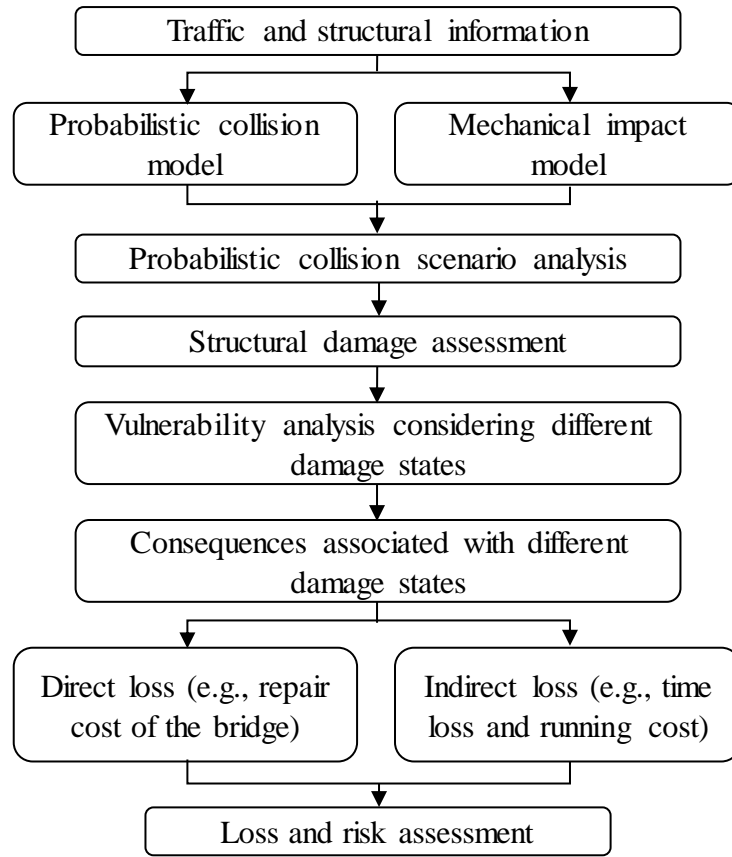 Traffic and structural information
Probabilistic collision
model
Mechanical impact
model
Probabilistic collision scenario analysis
Structural damage assessment
Vulnerability analysis considering different
damage states
Consequences associated with different
damage states
Direct loss (e.g., repair
cost of the bridge)
Indirect loss (e.g., time
loss and running cost)
Loss and risk assessment